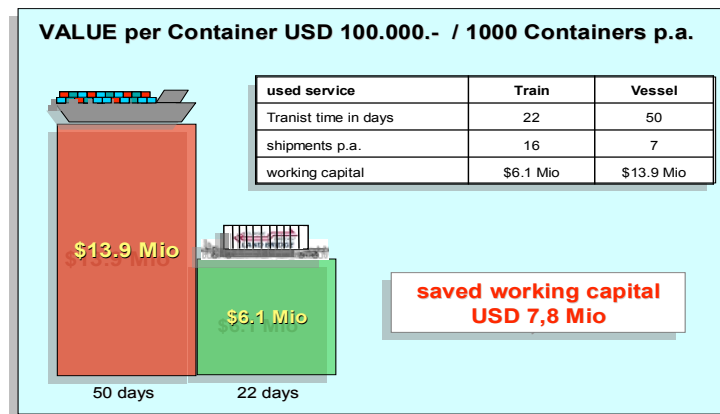 VALUE per Container USD 100.000.- / 1000 Containers p.a.
used service Train Vessel
Tranist time in days 22 50
shipments p.a. 16 7
working capital $6.1 Mio $13.9 Mio
$13.9 Mio
$6.1 Mio
saved working capital
USD 7,8 Mio
50 days 22 days